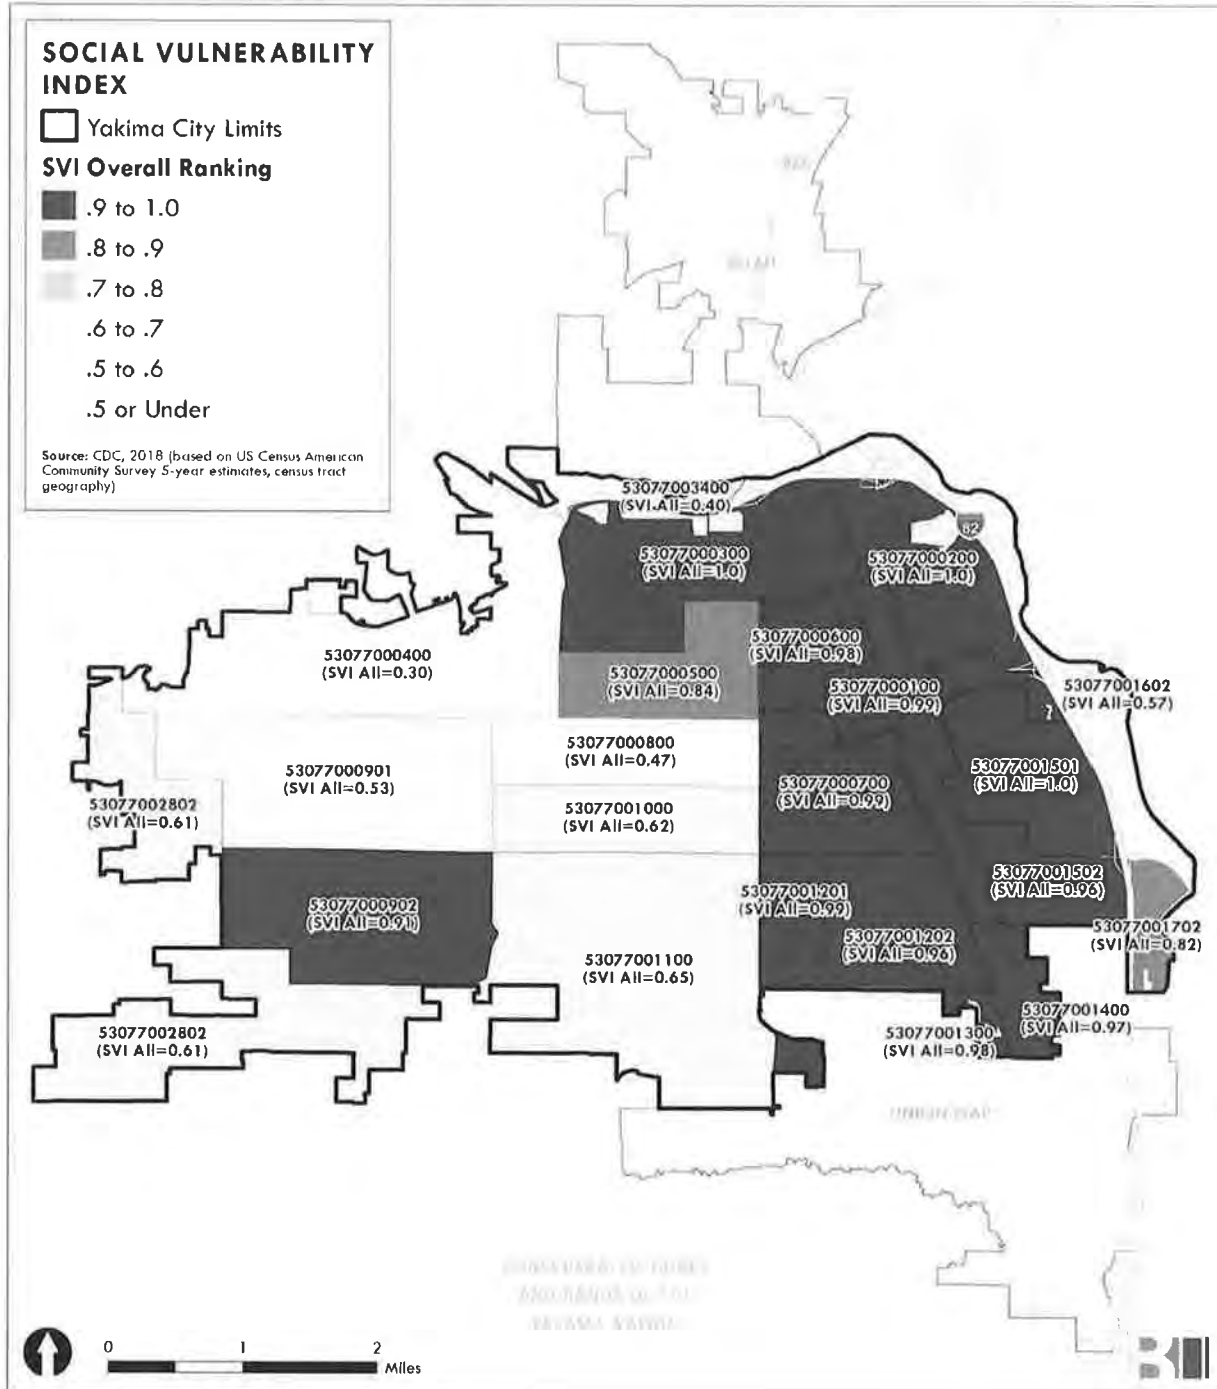 SOCIAL VULNERABILITY
INDEX
Yakima City Limits
SVI Overall Ranking
.9 to 1.0
.8 to .9
.7 to .8
.6 to .7
.5 to .6
.5 or Under
Source: CDC, 2018 (based on US Census American
Community Survey 5-year estimates, census tract
geography)
53077003400
(SVI All=0.40)
82
53077000300
(SVI All=1.0)
53077000200
(SVI All=1.0)
53077000600
(SVI All=0.98)
53077000400
(SVI All=0.30)
53077000500
(SVI All=0.84)
53077000100
(SVI All=0.99)
53077001602
(SVI All=0.57)
53077000800
(SVI All=0.47)
53077000901
(SVI All=0.53)
53077001501
(SVI All=1.0)
53077000700
(SVI All=0.99)
53077002802
(SVI All=0.61)
53077001000
(SVI All=0.62)
53077001502
(SVI All=0.96)
53077001201
(SVI All=0.99)
53077000902
(SVI All=0.91)
53077001702
(SVI All=0.82)
53077001202
(SVI All=0.96)
53077001100
(SVI All=0.65)
53077001400
(SVI All=0.97)
53077002802
(SVI All=0.61)
53077001300
(SVI All=0.98)
UNION GAP
0 1 2
Miles